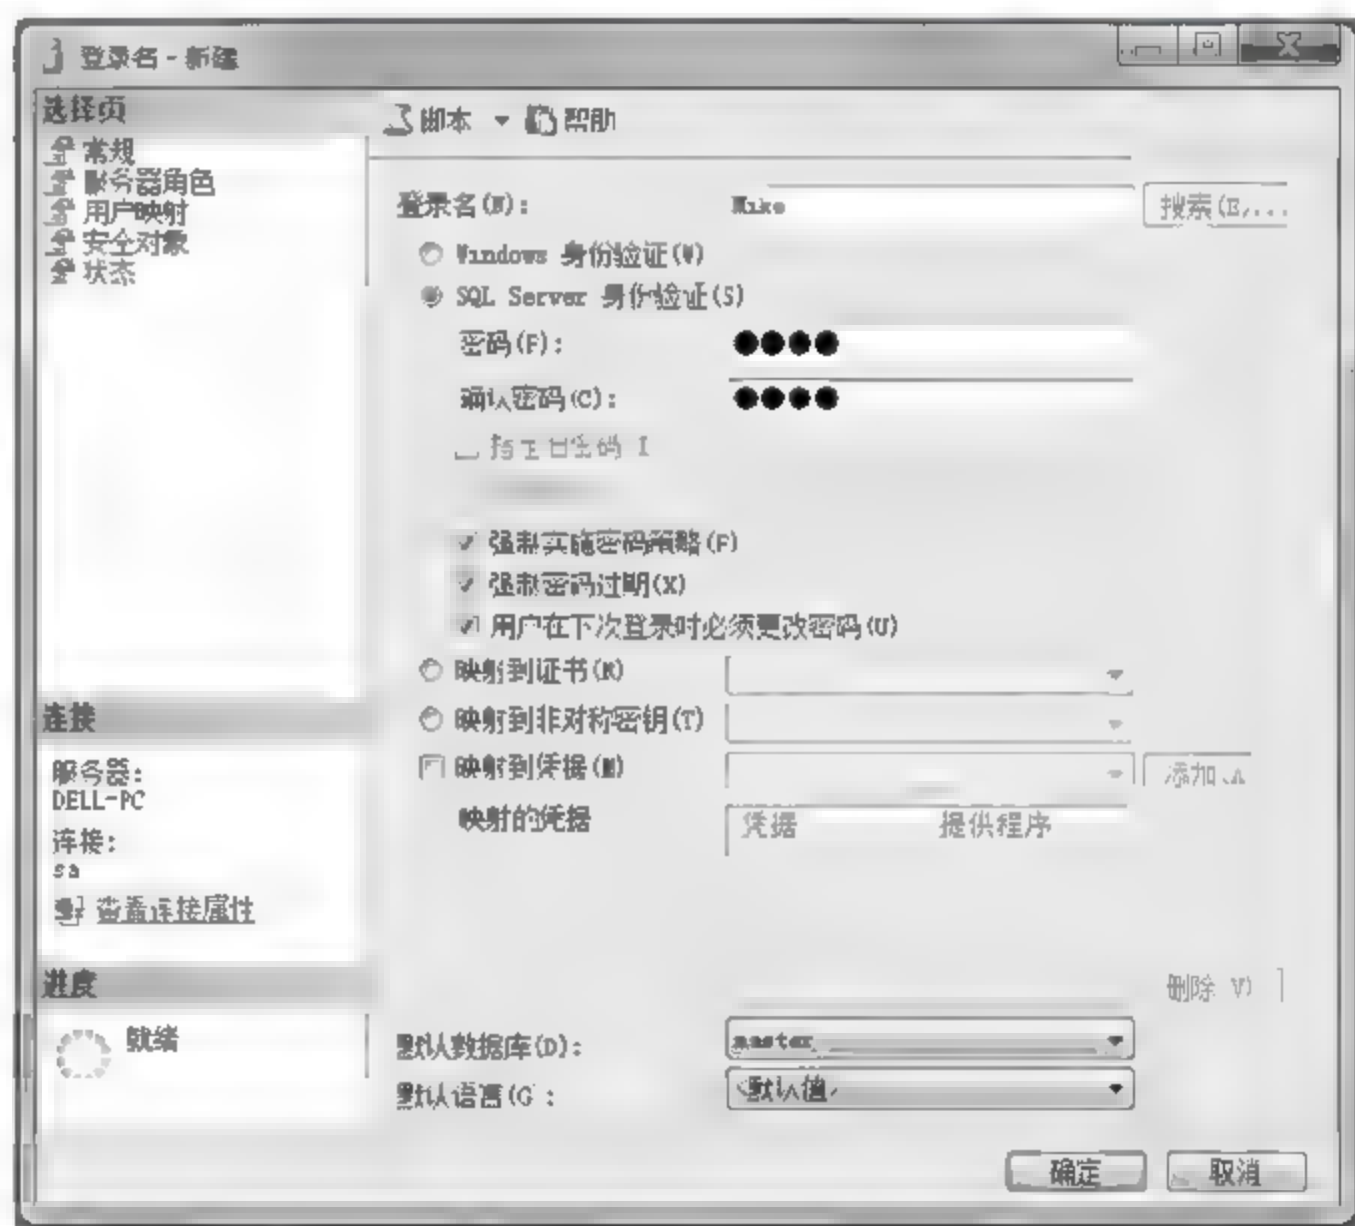 登录名 - 新建
选择页
常规
服务器角色
用户映射
安全对象
状态
脚本 帮助
登录名(N): Mike 搜索(E)...
Windows 身份验证(W)
SQL Server 身份验证(S)
密码(P):
确认密码(C):
强制实施密码策略(F)
强制密码过期(X)
用户在下次登录时必须更改密码(U)
映射到证书(R)
映射到非对称密钥(T)
映射到凭据(M) 添加(A
映射的凭据 凭据 提供程序
删除 V)
默认数据库(D): master
默认语言(G : <默认值>
连接
服务器:
DELL-PC
连接:
sa
查看连接属性
进度
就绪
确定 取消